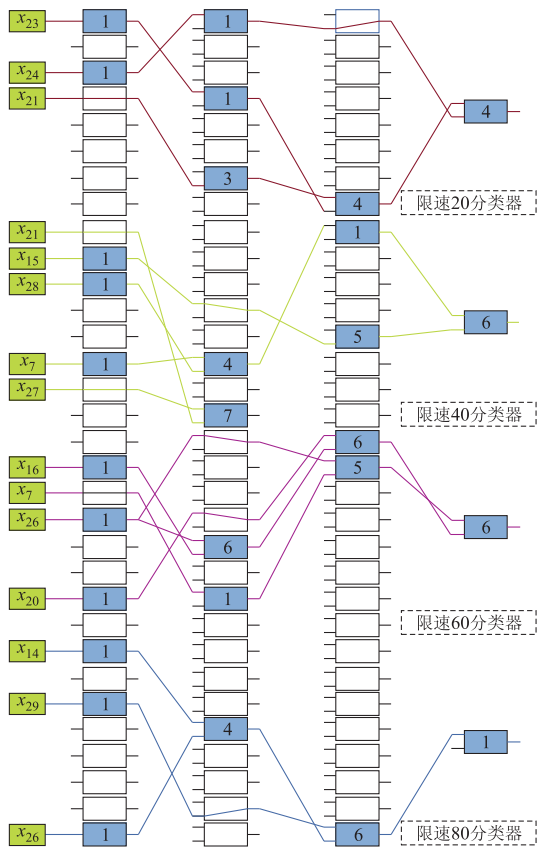 x23 1 1
4
x24 1
x21 1
3
4 限速20分类器
x21 1
x15 1
x28 1
6
5
x7 1 4
x27
7 限速40分类器
6
x16 1 5
x7
x26 1
6
6
x20 1 1
限速60分类器
x14 1
x29 1
4
1
x26 1 6 限速80分类器